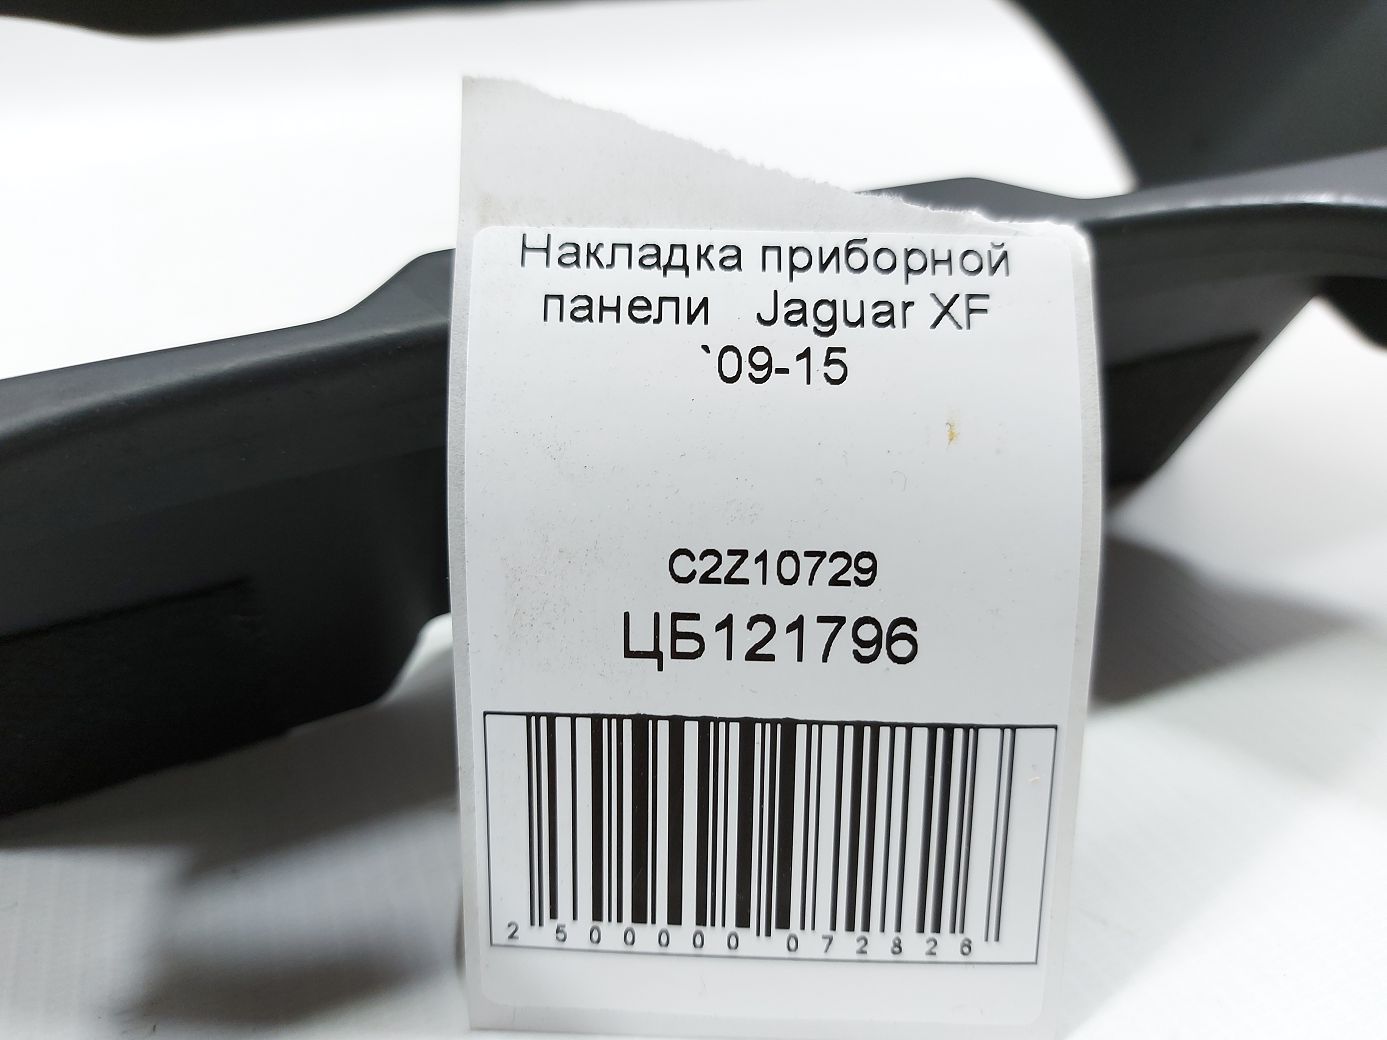 Накладка приборной
панели Jaguar XF
`09-15
C2Z10729
ЦБ121796
2 500000 072826